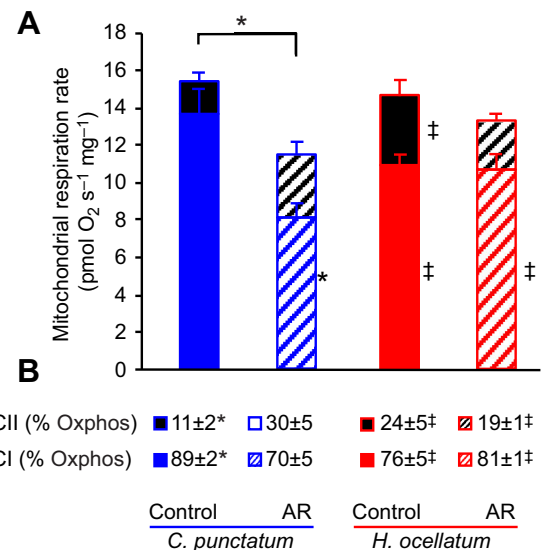 A
Mitochondrial respiration rate
(pmol O₂ s⁻¹ mg⁻¹)
18
16
14
12
10
8
6
4
2
0
*
*
‡
‡
‡
B
CII (% Oxphos) 11±2* 30±5 24±5‡ 19±1‡
CI (% Oxphos) 89±2* 70±5 76±5‡ 81±1‡
Control AR Control AR
C. punctatum H. ocellatum